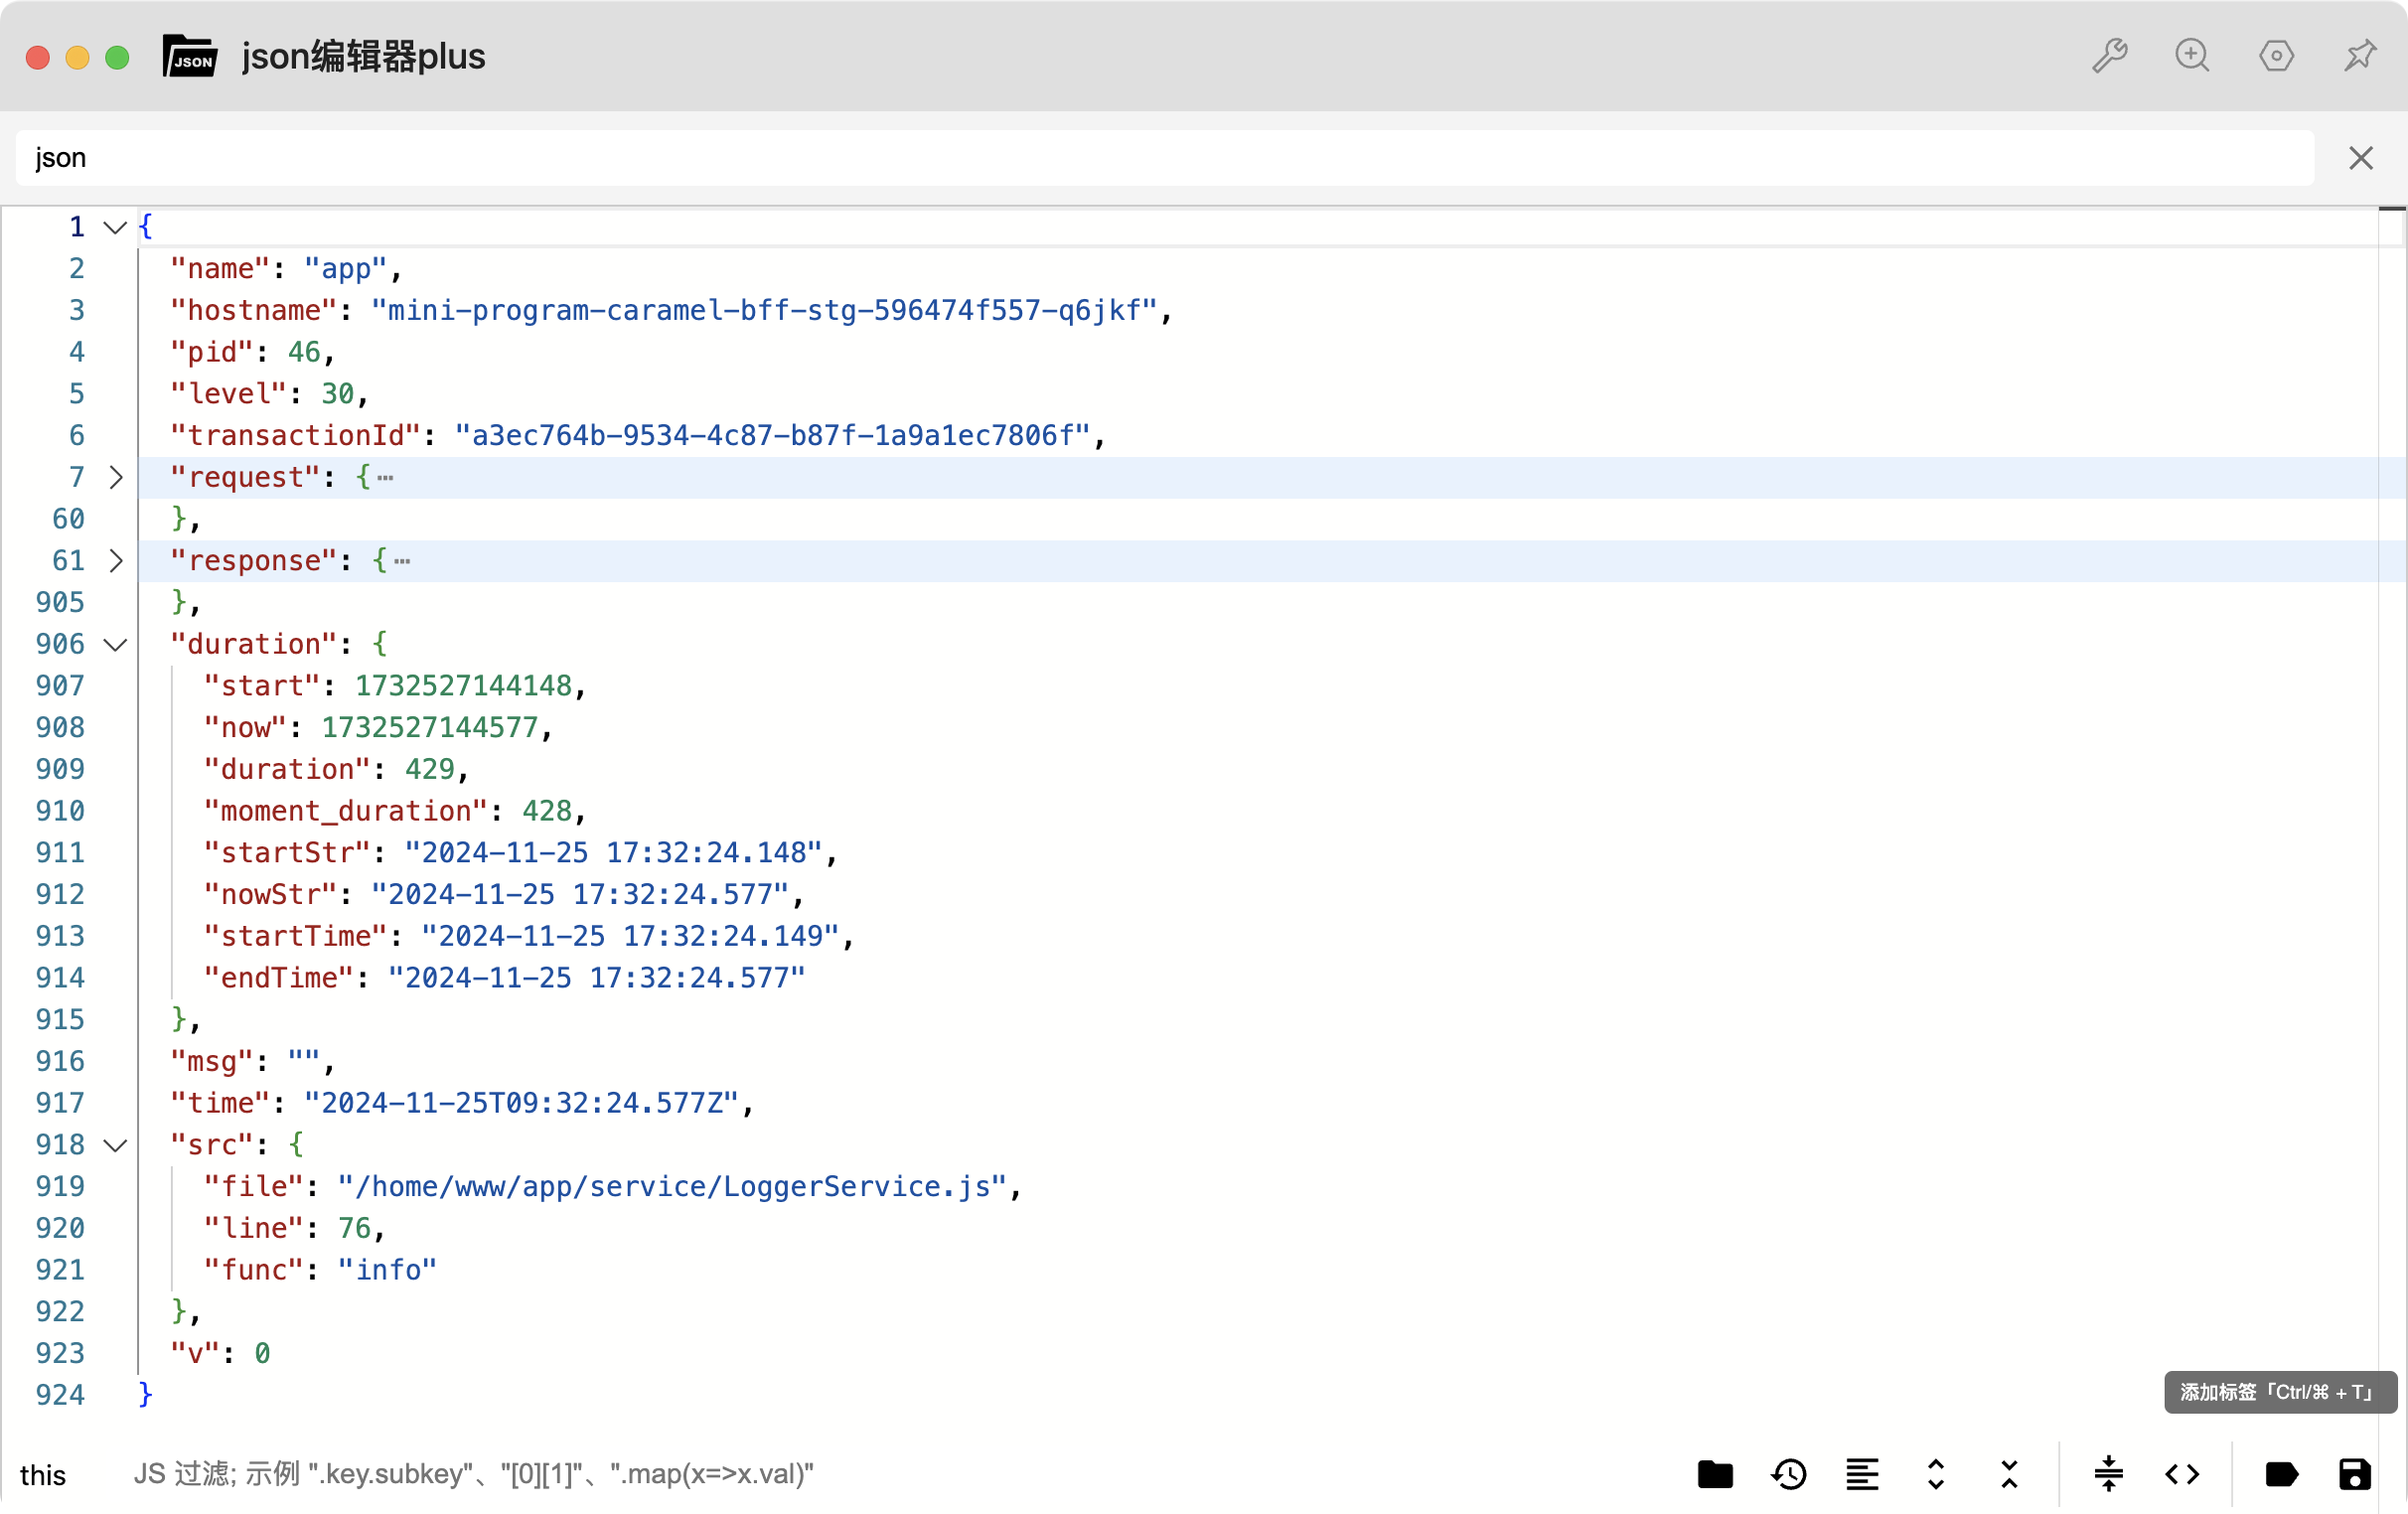 JSON json编辑器plus
json
1 {
2 "name": "app",
3 "hostname": "mini-program-caramel-bff-stg-596474f557-q6jkf",
4 "pid": 46,
5 "level": 30,
6 "transactionId": "a3ec764b-9534-4c87-b87f-1a9a1ec7806f",
7 "request": {⋯
60 },
61 "response": {⋯
905 },
906 "duration": {
907 "start": 1732527144148,
908 "now": 1732527144577,
909 "duration": 429,
910 "moment_duration": 428,
911 "startStr": "2024-11-25 17:32:24.148",
912 "nowStr": "2024-11-25 17:32:24.577",
913 "startTime": "2024-11-25 17:32:24.149",
914 "endTime": "2024-11-25 17:32:24.577"
915 },
916 "msg": "",
917 "time": "2024-11-25T09:32:24.577Z",
918 "src": {
919 "file": "/home/www/app/service/LoggerService.js",
920 "line": 76,
921 "func": "info"
922 },
923 "v": 0
924 }
添加标签「Ctrl/⌘ + T」
this JS 过滤; 示例 ".key.subkey"、"[0][1]"、".map(x=>x.val)"